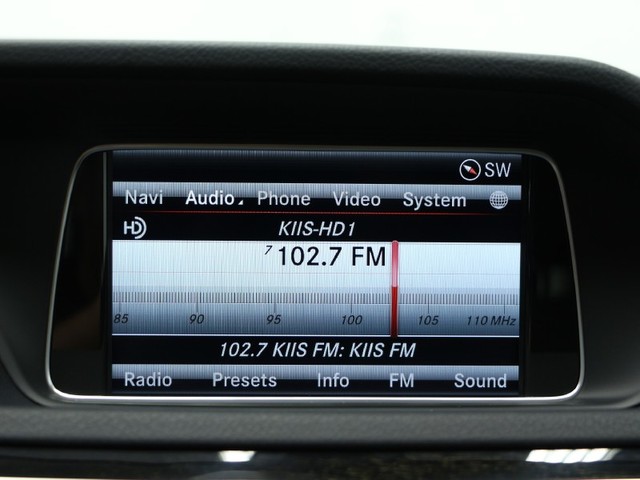 SW
Navi Audio Phone Video System
HD KIIS-HD1
7 102.7 FM
85 90 95 100 105 110 MHz
102.7 KIIS FM: KIIS FM
Radio Presets Info FM Sound